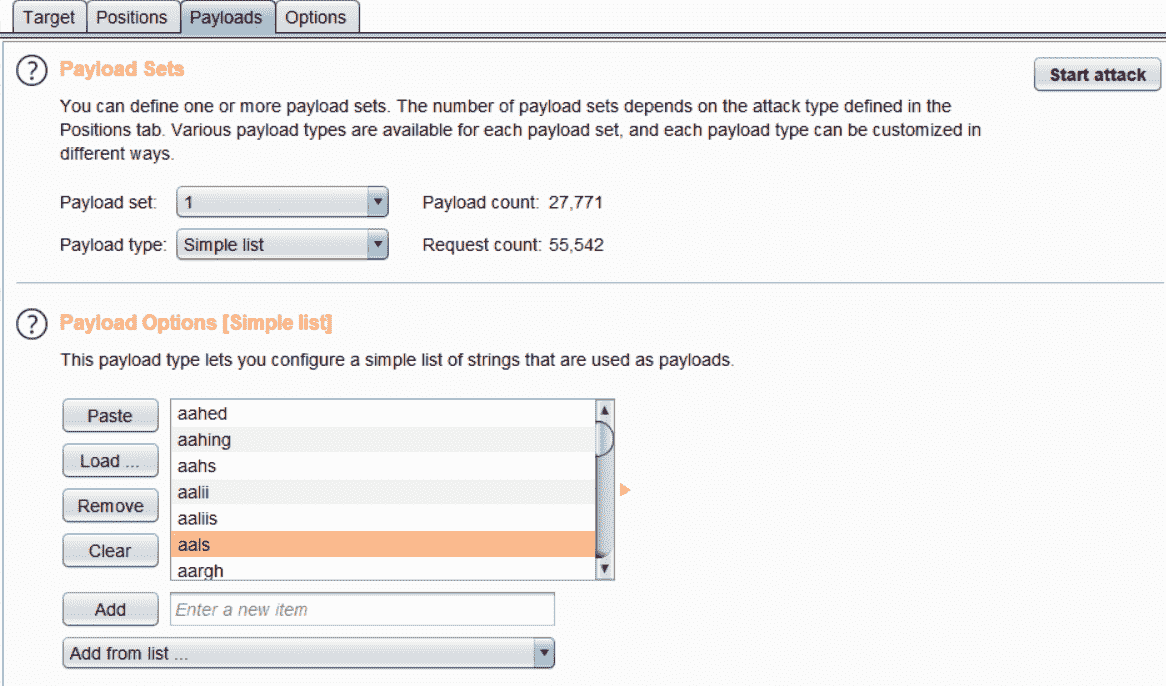 Target Positions Payloads Options
? Payload Sets
Start attack
You can define one or more payload sets. The number of payload sets depends on the attack type defined in the
Positions tab. Various payload types are available for each payload set, and each payload type can be customized in
different ways.
Payload set: 1 Payload count: 27,771
Payload type: Simple list Request count: 55,542
? Payload Options [Simple list]
This payload type lets you configure a simple list of strings that are used as payloads.
Paste
Load ...
Remove
Clear
aahed
aahing
aahs
aalii
aaliis
aals
aargh
Add Enter a new item
Add from list ...